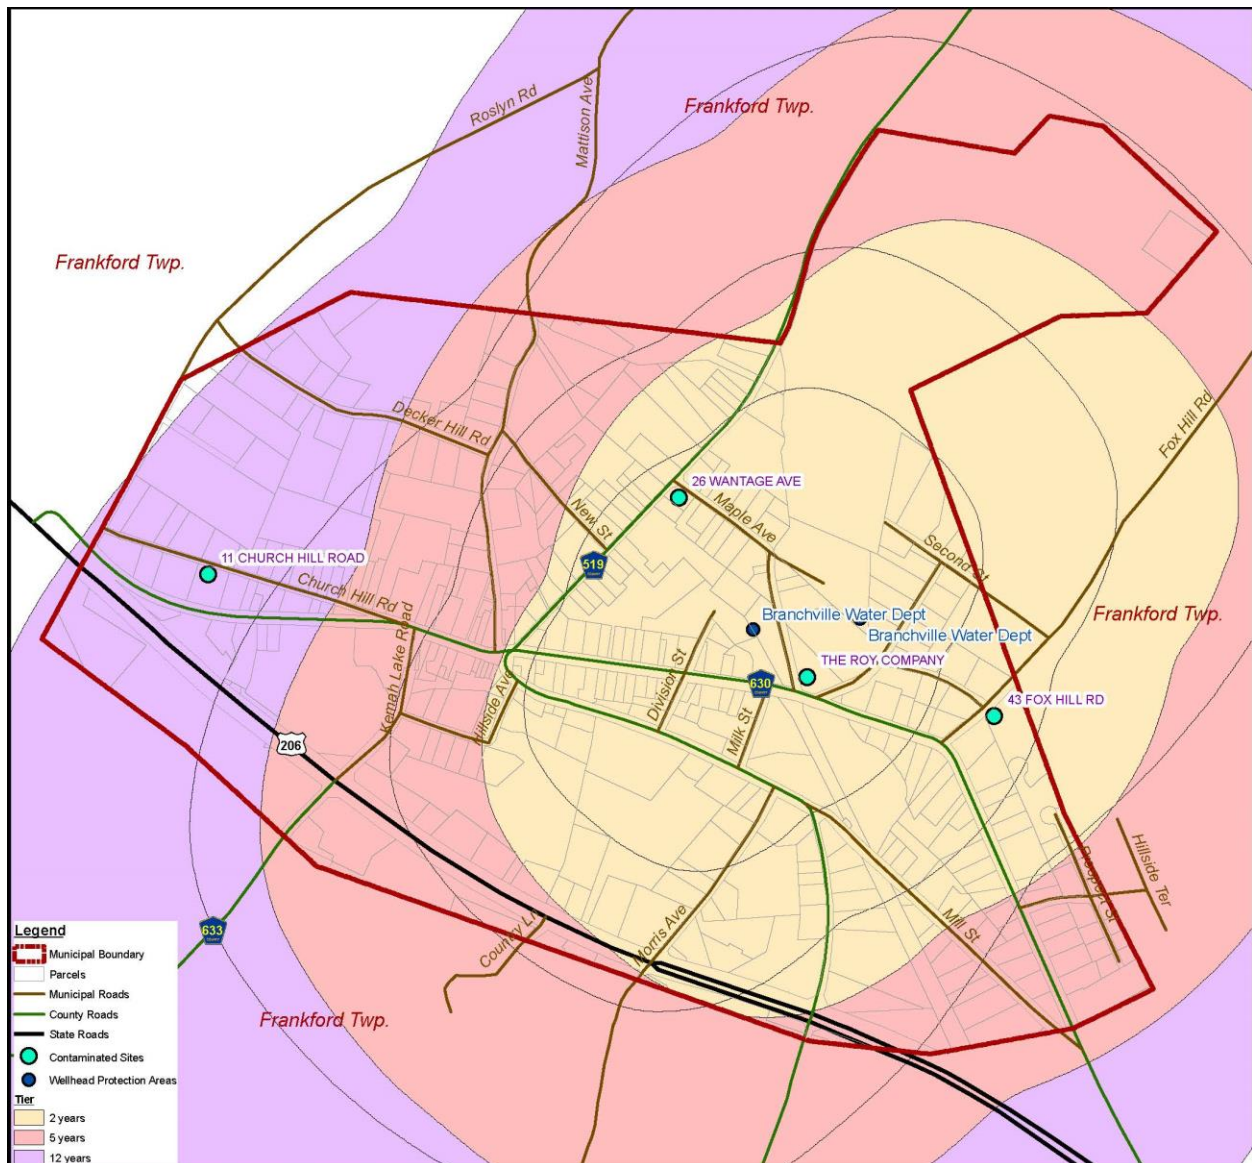 Roslyn Rd
Mattison Ave
Frankford Twp.
Frankford Twp.
Decker Hill Rd
Fox Hill Rd
26 WANTAGE AVE
Maple Ave
New St
519
Second St
11 CHURCH HILL ROAD
Church Hill Rd
Branchville Water Dept
Branchville Water Dept
Frankford Twp.
Kemah Lake Road
Hillside Ave
Division St
THE ROY COMPANY
630
Milk St
43 FOX HILL RD
206
Prospect St
Hillside Ter
633
Country Ln
Morris Ave
Mill St
Frankford Twp.
Legend
Municipal Boundary
Parcels
Municipal Roads
County Roads
State Roads
Contaminated Sites
Wellhead Protection Areas
Tier
2 years
5 years
12 years